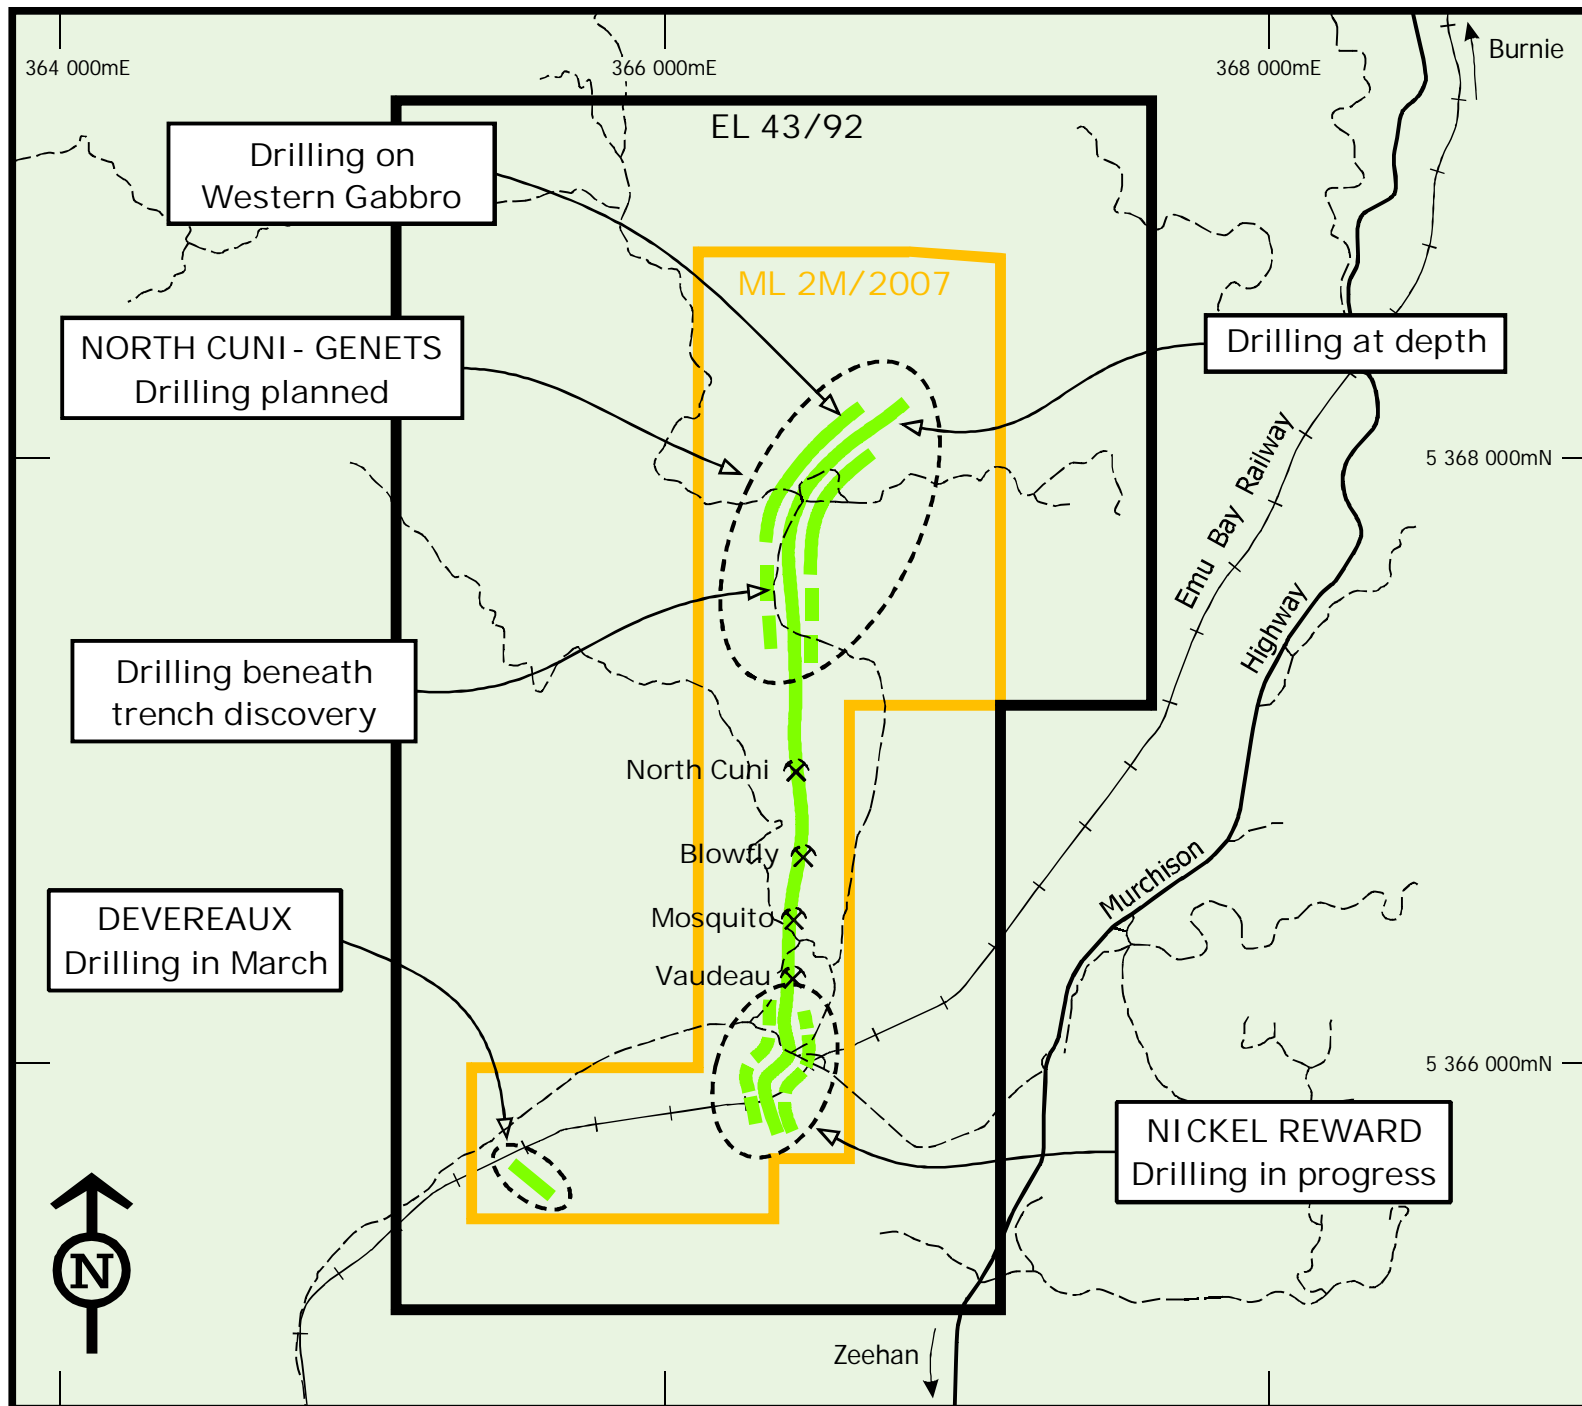 364 000mE
366 000mE
368 000mE
Burnie
EL 43/92
Drilling on
Western Gabbro
ML 2M/2007
NORTH CUNI - GENETS
Drilling planned
Drilling at depth
5 368 000mN
Emu Bay Railway
Highway
Drilling beneath
trench discovery
North Cuni
Blowfly
Murchison
Mosquito
DEVEREAUX
Drilling in March
Vaudeau
5 366 000mN
NICKEL REWARD
Drilling in progress
N
Zeehan